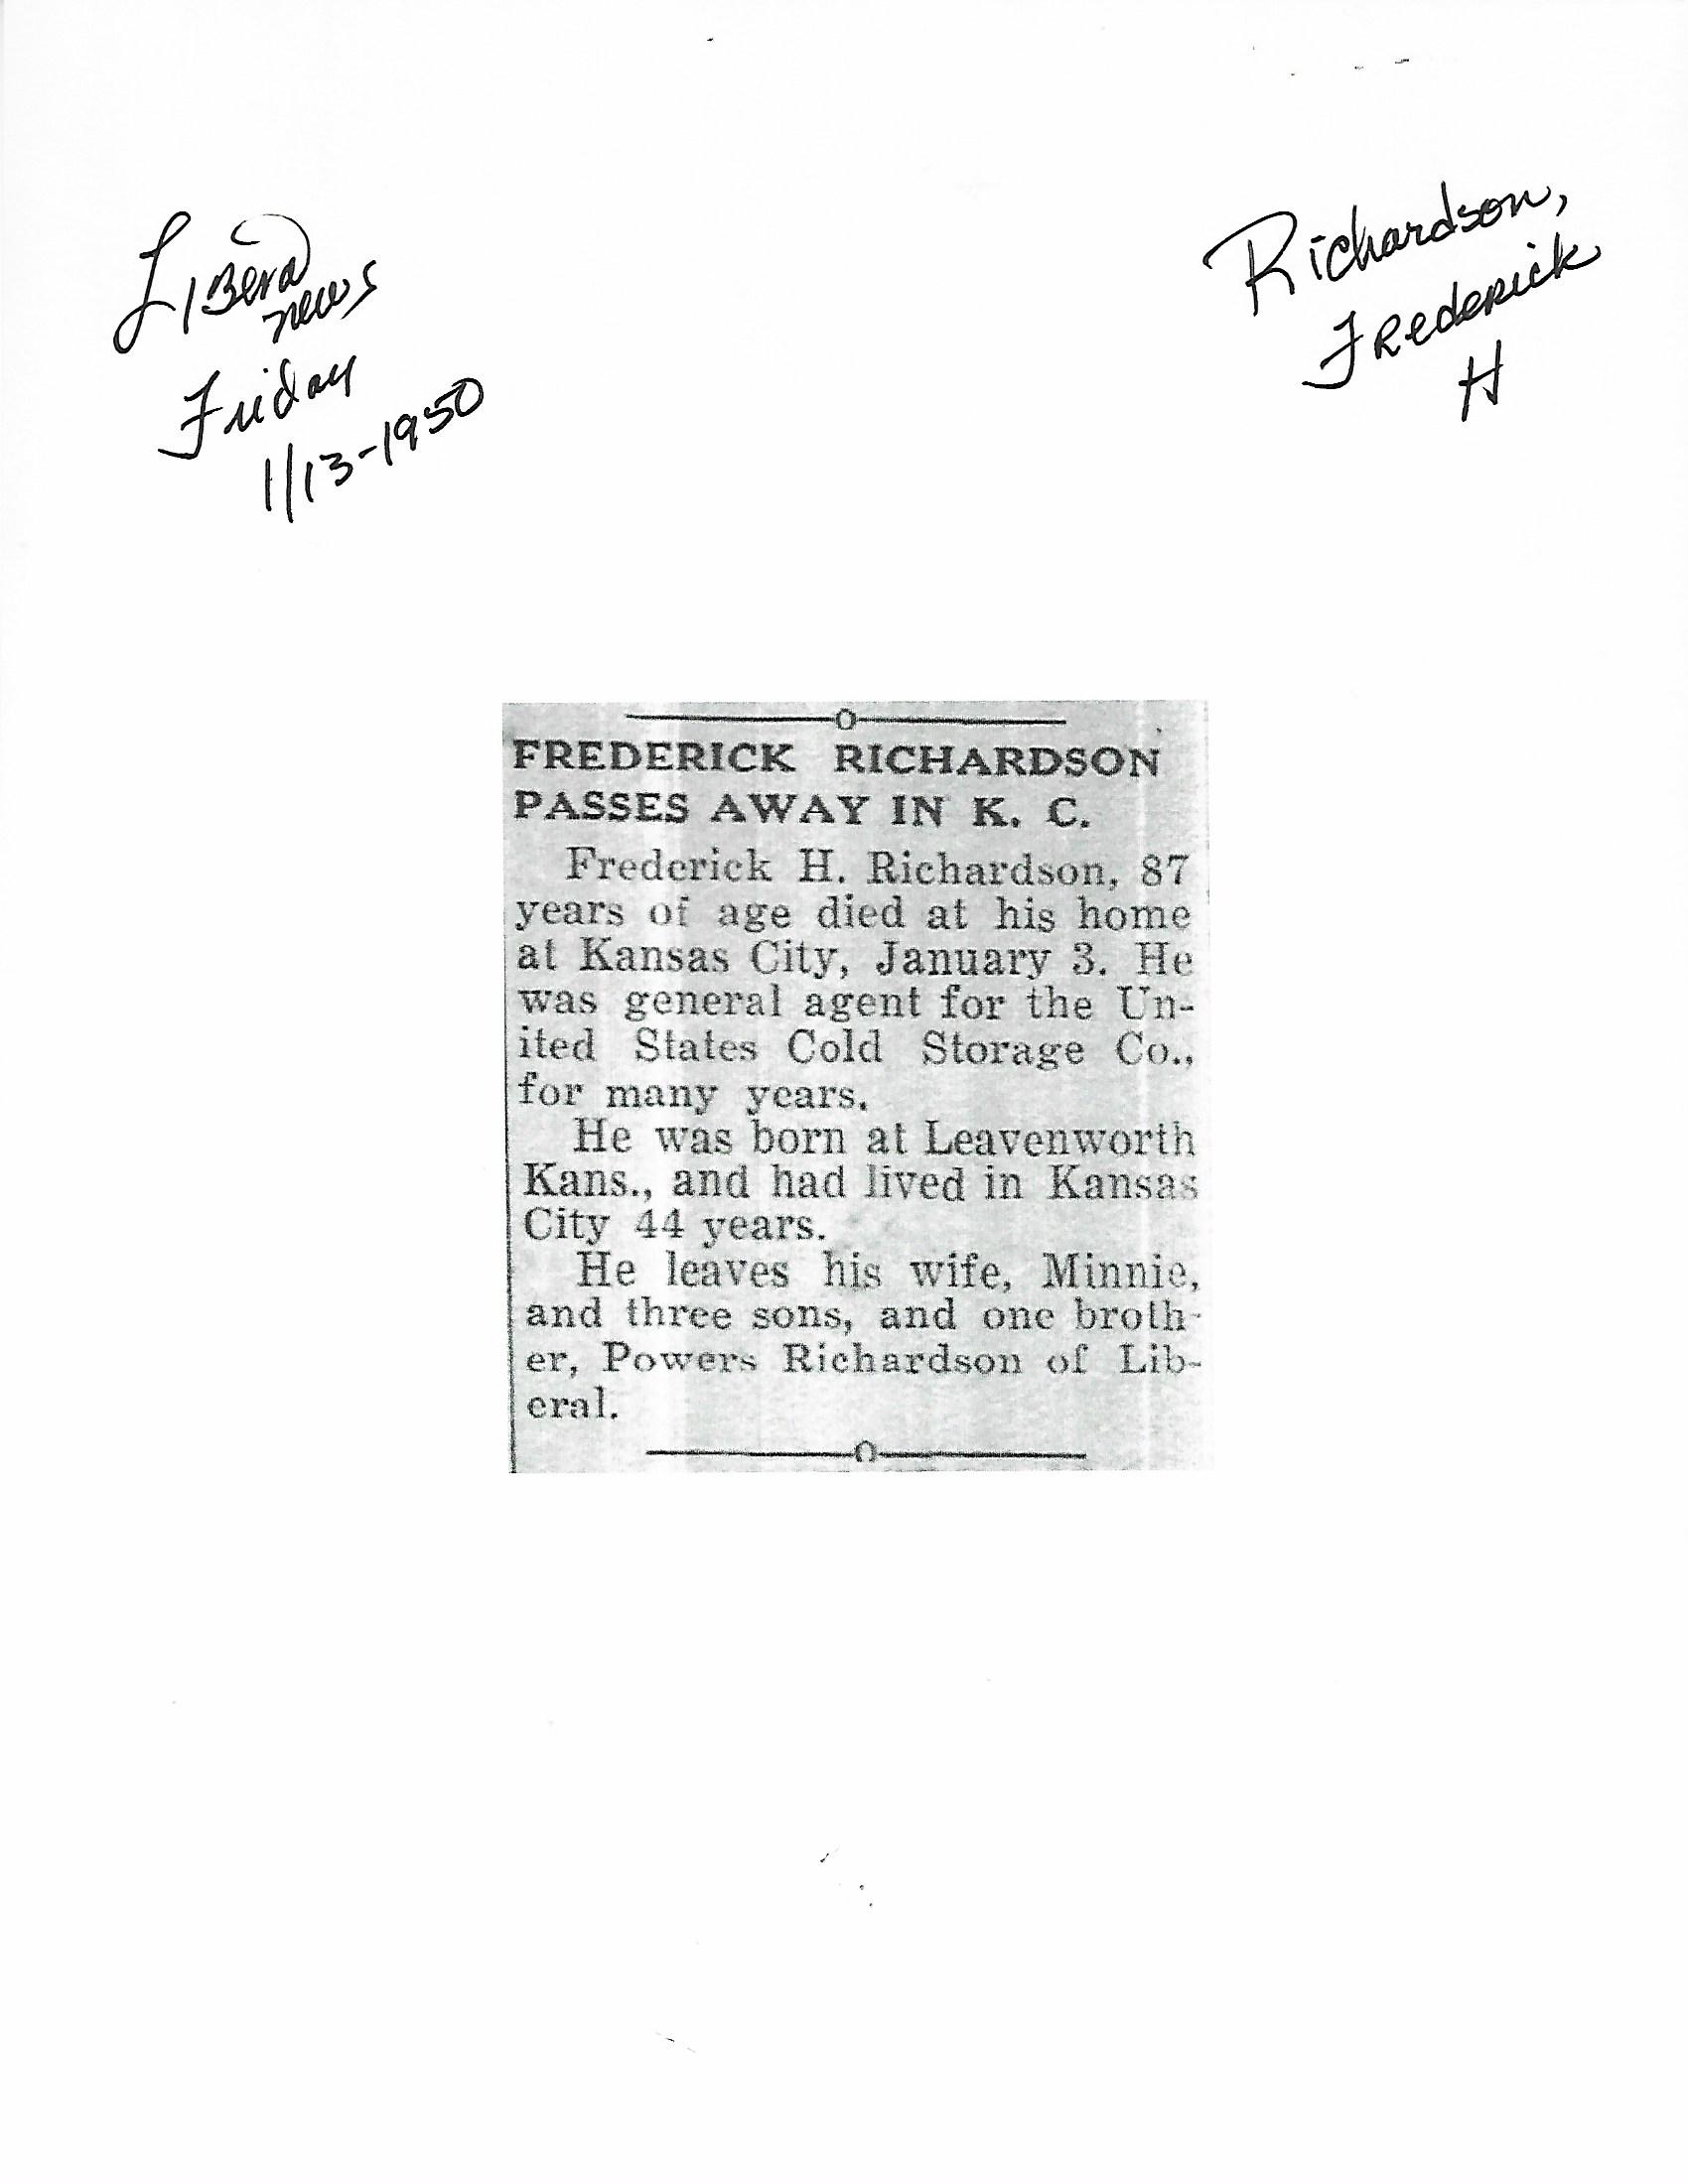 Liberal
news
Friday
1/13-1950
Richardson,
Frederick
H
FREDERICK RICHARDSON
PASSES AWAY IN K. C.
Frederick H. Richardson, 87
years of age died at his home
at Kansas City, January 3. He
was general agent for the Un-
ited States Cold Storage Co.,
for many years.
He was born at Leavenworth
Kans., and had lived in Kansas
City 44 years.
He leaves his wife, Minnie,
and three sons, and one broth-
er, Powers Richardson of Lib-
eral.